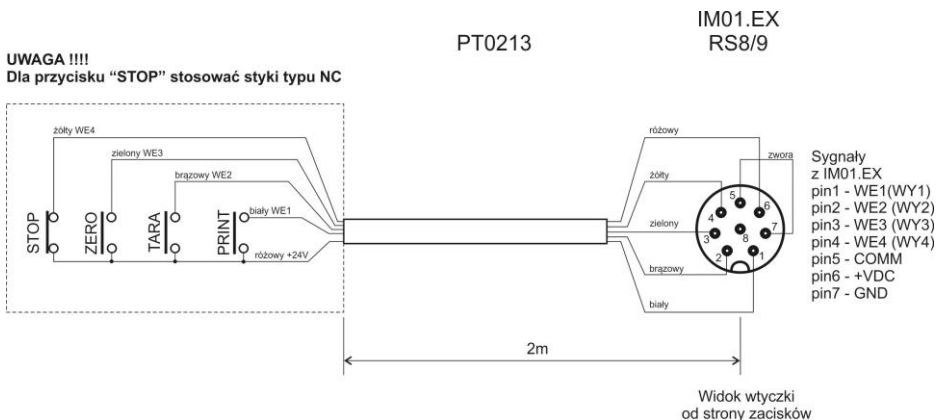 IM01.EX
RS8/9
PT0213
UWAGA !!!!
Dla przycisku “STOP” stosować styki typu NC
żółty WE4
zielony WE3
brązowy WE2
biały WE1
różowy +24V
STOP
ZERO
TARA
PRINT
różowy
żółty
zielony
brązowy
biały
zwora
5
6
4
7
3
8
2
1
Sygnały
z IM01.EX
pin1 - WE1(WY1)
pin2 - WE2 (WY2)
pin3 - WE3 (WY3)
pin4 - WE4 (WY4)
pin5 - COMM
pin6 - +VDC
pin7 - GND
2m
Widok wtyczki
od strony zacisków